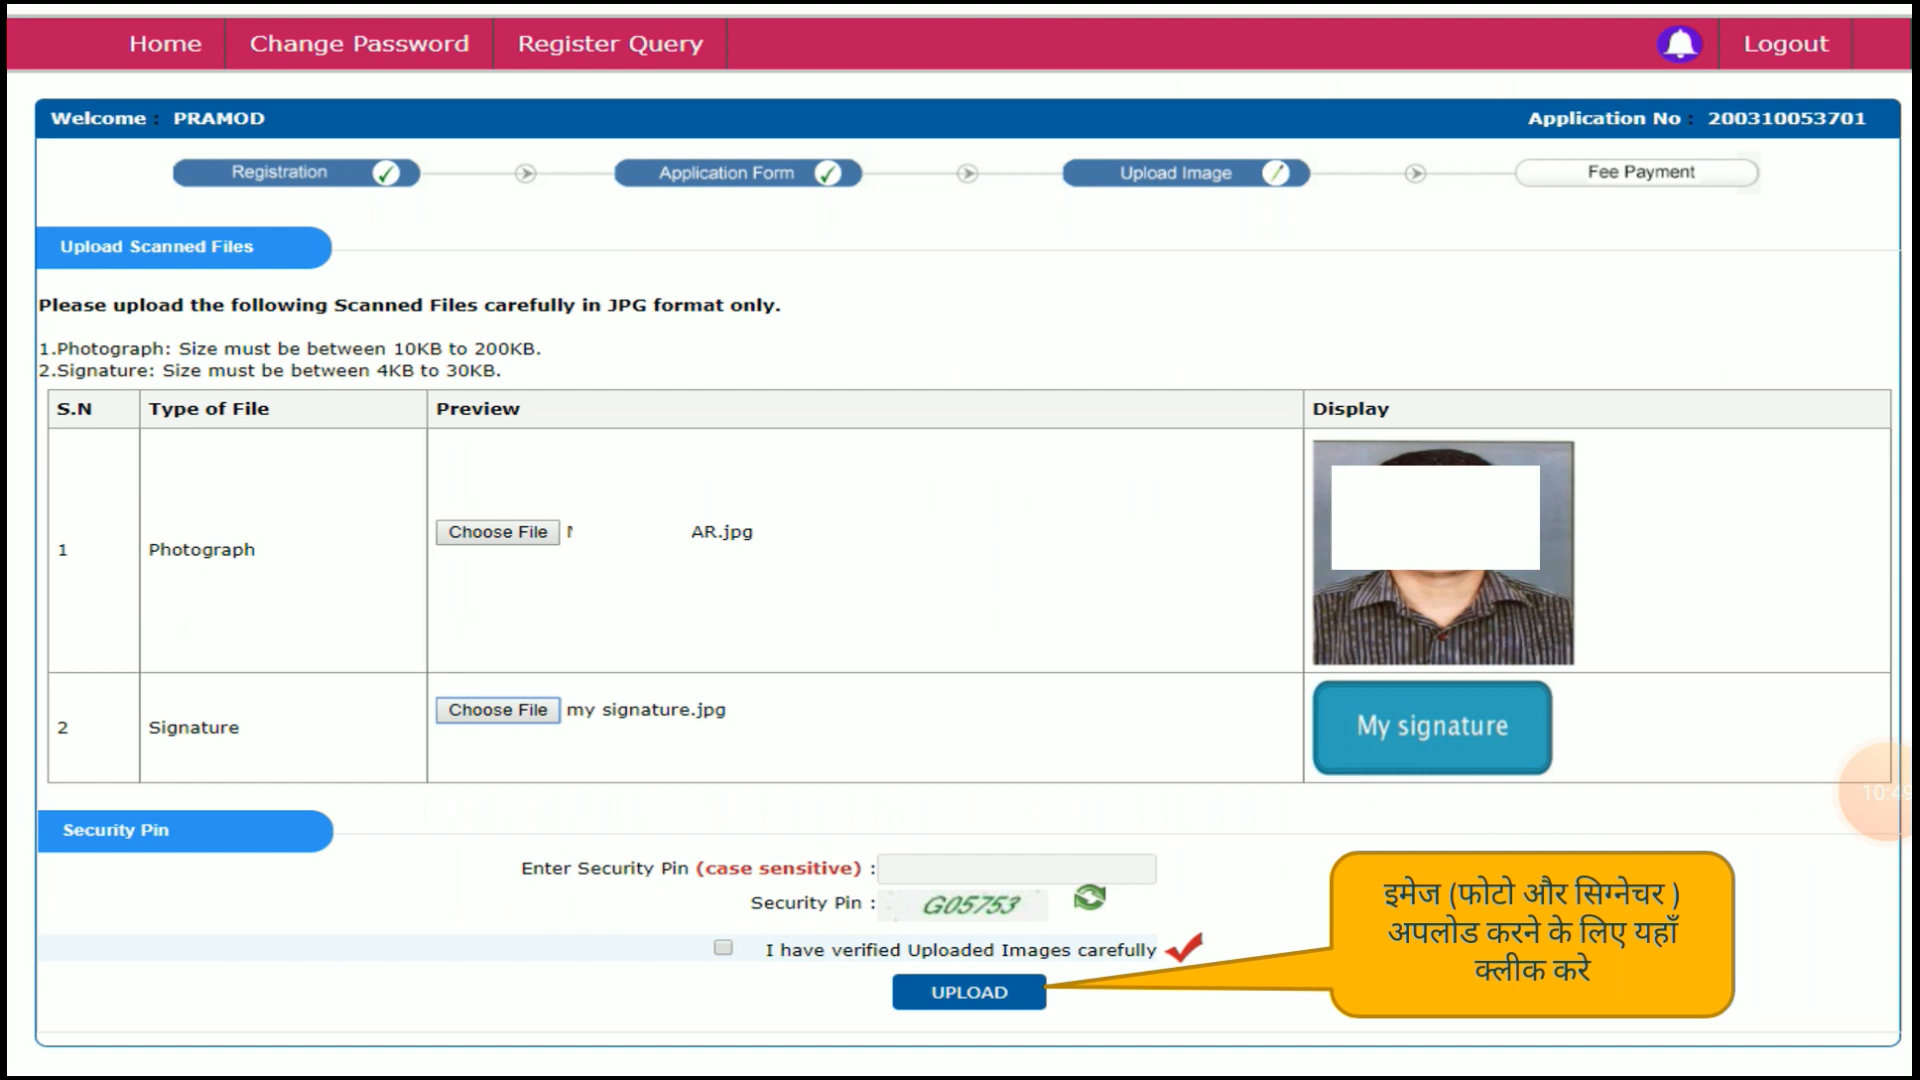 Home Change Password Register Query Logout
Welcome : PRAMOD Application No : 200310053701
Registration Application Form Upload Image Fee Payment
Upload Scanned Files
Please upload the following Scanned Files carefully in JPG format only.
1.Photograph: Size must be between 10KB to 200KB.
2.Signature: Size must be between 4KB to 30KB.
S.N Type of File Preview Display
1 Photograph Choose File AR.jpg
2 Signature Choose File my signature.jpg My signature
Security Pin
Enter Security Pin (case sensitive) :
Security Pin : G05753
I have verified Uploaded Images carefully
UPLOAD
इमेज (फोटो और सिग्नेचर )
अपलोड करने के लिए यहाँ
क्लीक करे